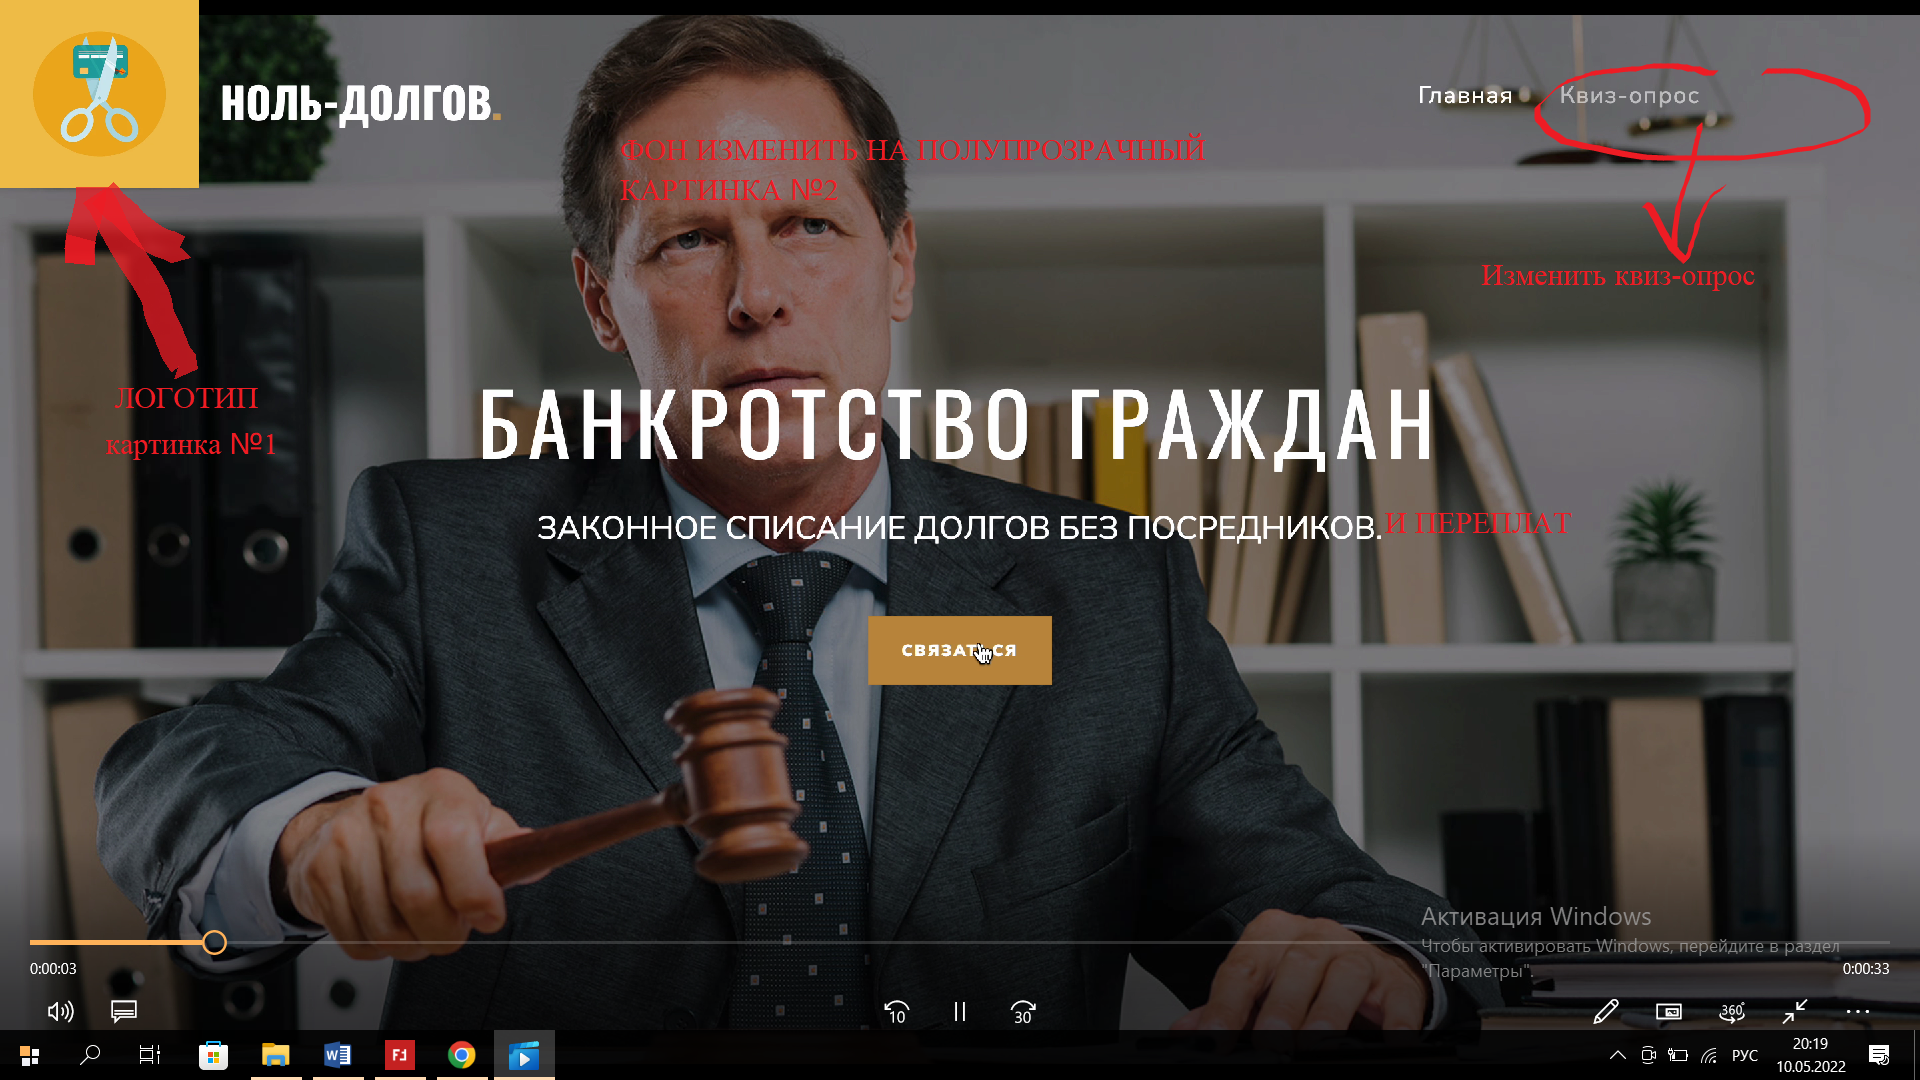 НОЛЬ-ДОЛГОВ.
Главная
Квиз-опрос
ФОН ИЗМЕНИТЬ НА ПОЛУПРОЗРАЧНЫЙ
КАРТИНКА №2
Изменить квиз-опрос
ЛОГОТИП
картинка №1
БАНКРОТСТВО ГРАЖДАН
ЗАКОННОЕ СПИСАНИЕ ДОЛГОВ БЕЗ ПОСРЕДНИКОВ. И ПЕРЕПЛАТ
СВЯЗАТЬСЯ
Активация Windows
Чтобы активировать Windows, перейдите в раздел
"Параметры".
0:00:03
0:00:33
10
30
360°
W
FL
РУС
20:19
10.05.2022